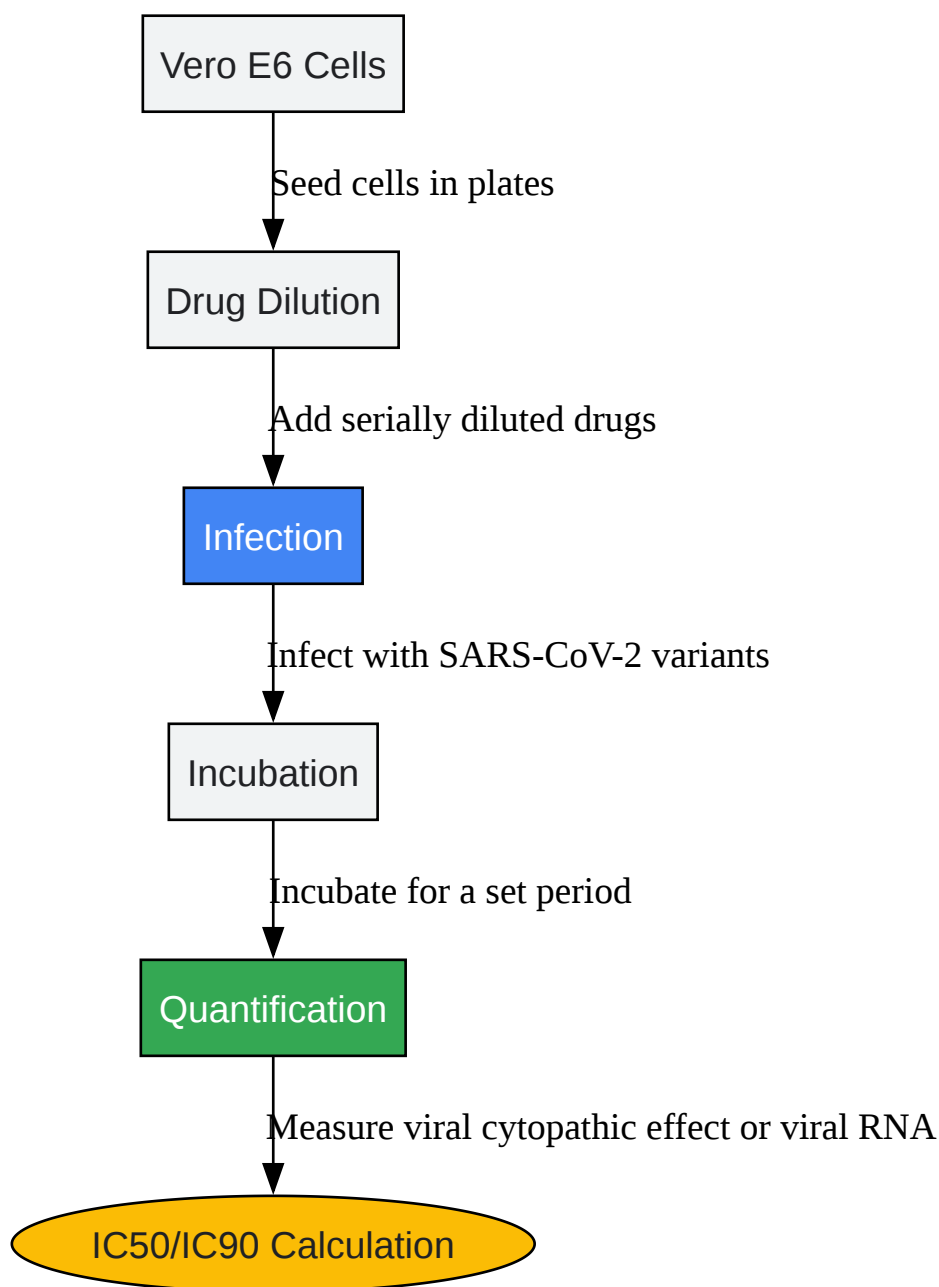 Vero E6 Cells
Seed cells in plates
Drug Dilution
Add serially diluted drugs
Infection
Infect with SARS-CoV-2 variants
Incubation
Incubate for a set period
Quantification
Measure viral cytopathic effect or viral RNA
IC50/IC90 Calculation